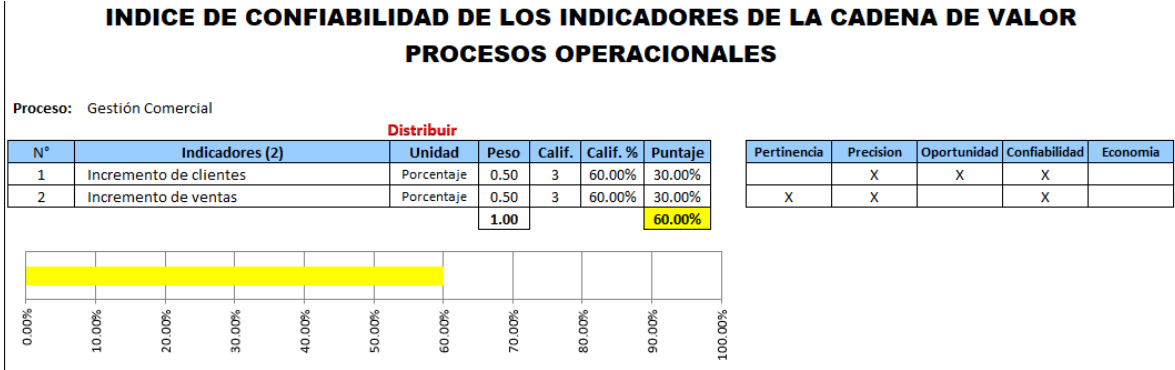 INDICE DE CONFIABILIDAD DE LOS INDICADORES DE LA CADENA DE VALOR
PROCESOS OPERACIONALES
Proceso: Gestión Comercial
Distribuir
N° Indicadores (2) Unidad Peso Calif. Calif. % Puntaje Pertinencia Precision Oportunidad Confiabilidad Economia
1 Incremento de clientes Porcentaje 0.50 3 60.00% 30.00% X X X
2 Incremento de ventas Porcentaje 0.50 3 60.00% 30.00% X X X
1.00 60.00%
0.00% 10.00% 20.00% 30.00% 40.00% 50.00% 60.00% 70.00% 80.00% 90.00% 100.00%